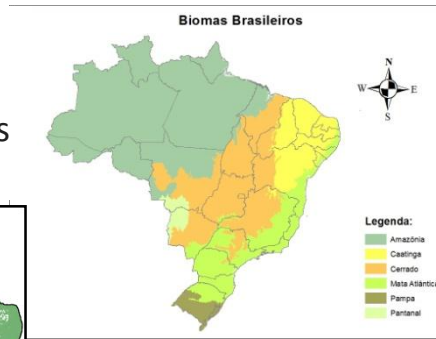 Biomas Brasileiros
N
W
E
S
s
Legenda:
Amazônia
Caatinga
Cerrado
Mata Atlântica
Pampa
Pantanal